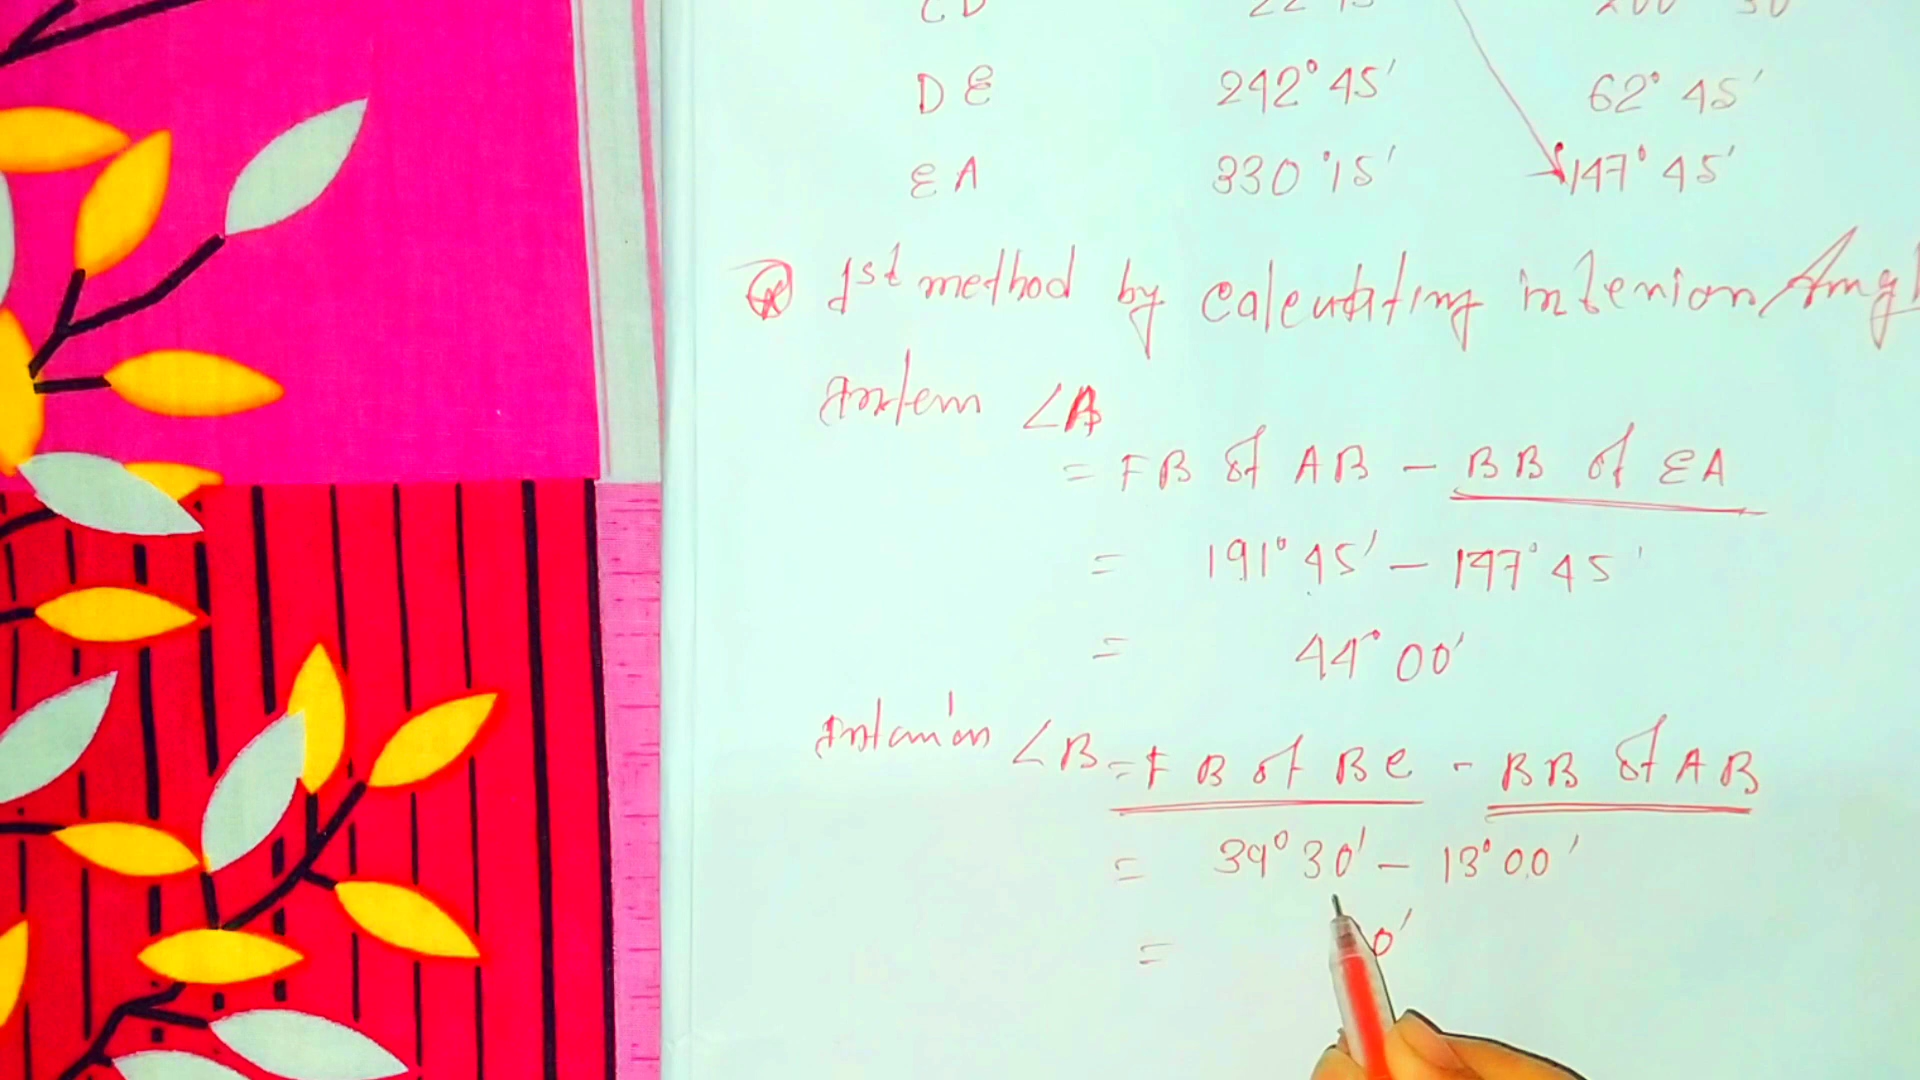 DE 242° 45' 62° 45'
EA 330° 15' 147° 45'
1st method by calculating interior Angl
Interi ∠A
= FB of AB - BB of EA
= 191° 45' - 147° 45'
= 44° 00'
Interior ∠B = FB of BC - BB of AB
= 39° 30' - 13° 00'
= 0'